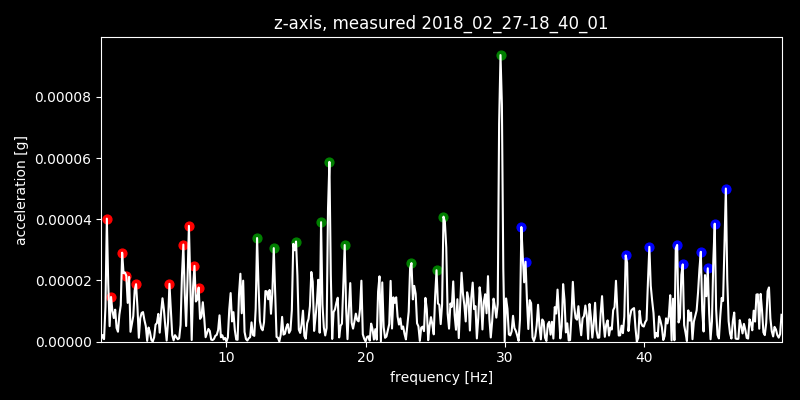 z-axis, measured 2018_02_27-18_40_01
0.00008
0.00006
0.00004
0.00002
0.00000
acceleration [g]
10 20 30 40
frequency [Hz]